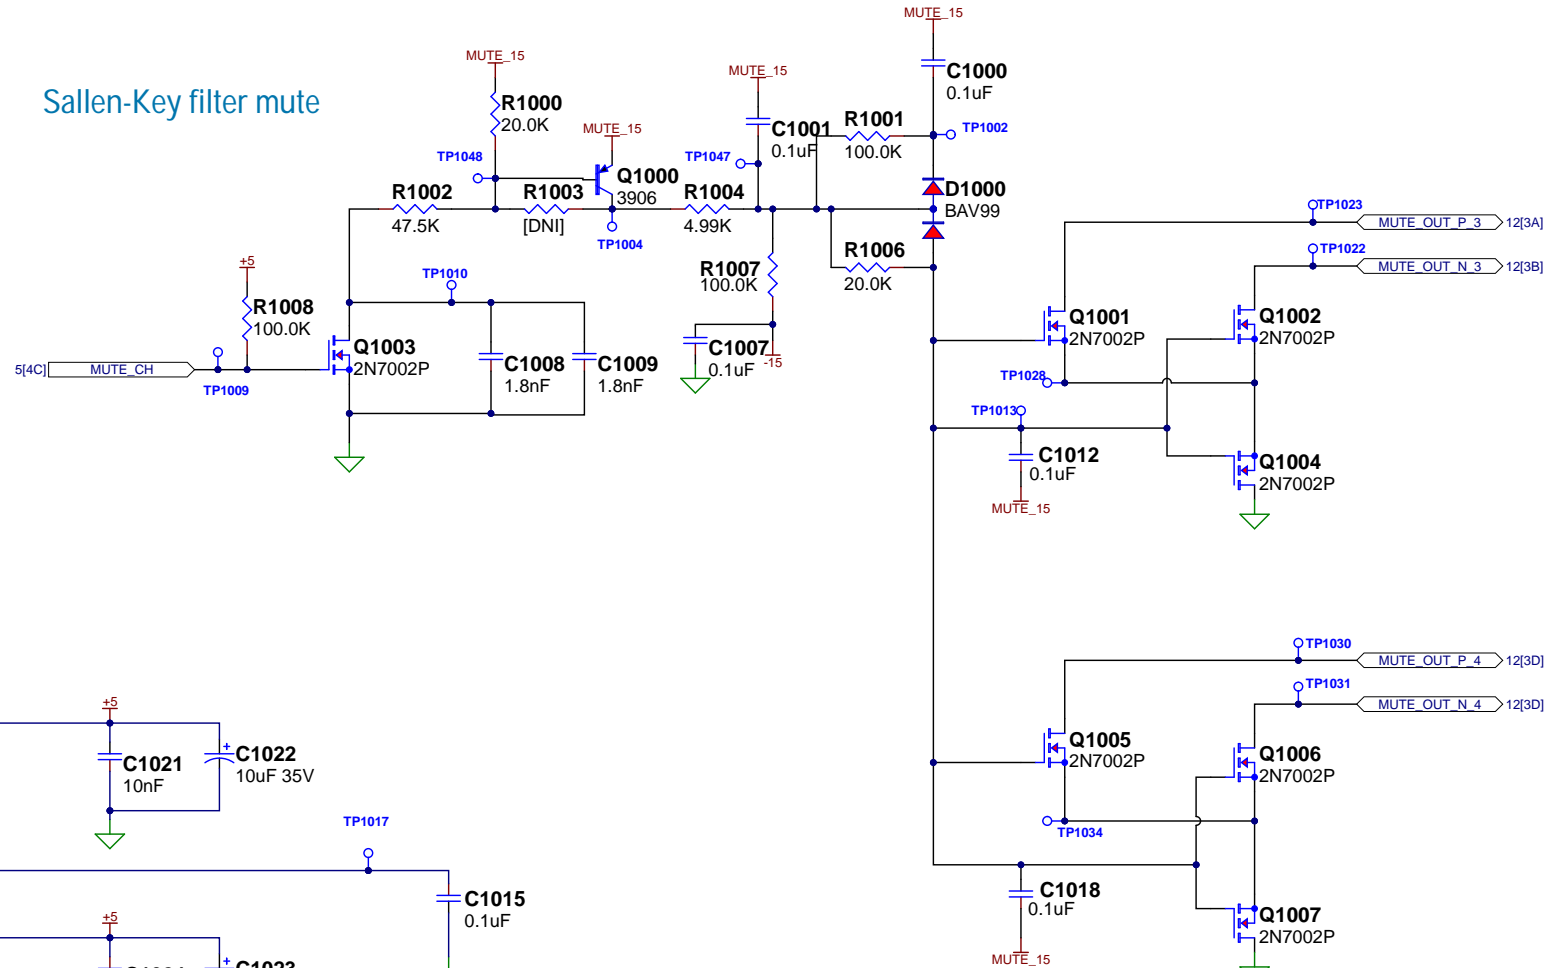 MUTE_15
C1000
0.1uF
MUTE_15
MUTE_15
Sallen-Key filter mute
R1000
20.0K
MUTE_15
C1001
0.1uF
R1001
100.0K
TP1002
TP1048
TP1047
Q1000
3906
R1002
47.5K
R1003
[DNI]
R1004
4.99K
D1000
BAV99
TP1004
TP1023
MUTE_OUT_P_3
12[3A]
TP1022
MUTE_OUT_N_3
12[3B]
+5
TP1010
R1007
100.0K
R1006
20.0K
R1008
100.0K
Q1001
2N7002P
Q1002
2N7002P
Q1003
2N7002P
C1008
1.8nF
C1009
1.8nF
C1007
0.1uF
-15
5[4C]
MUTE_CH
TP1009
TP1028
TP1013
C1012
0.1uF
MUTE_15
Q1004
2N7002P
TP1030
MUTE_OUT_P_4
12[3D]
TP1031
MUTE_OUT_N_4
12[3D]
+5
C1021
10nF
+
C1022
10uF 35V
Q1005
2N7002P
Q1006
2N7002P
TP1017
TP1034
C1015
0.1uF
C1018
0.1uF
MUTE_15
Q1007
2N7002P
+5
+
C1023